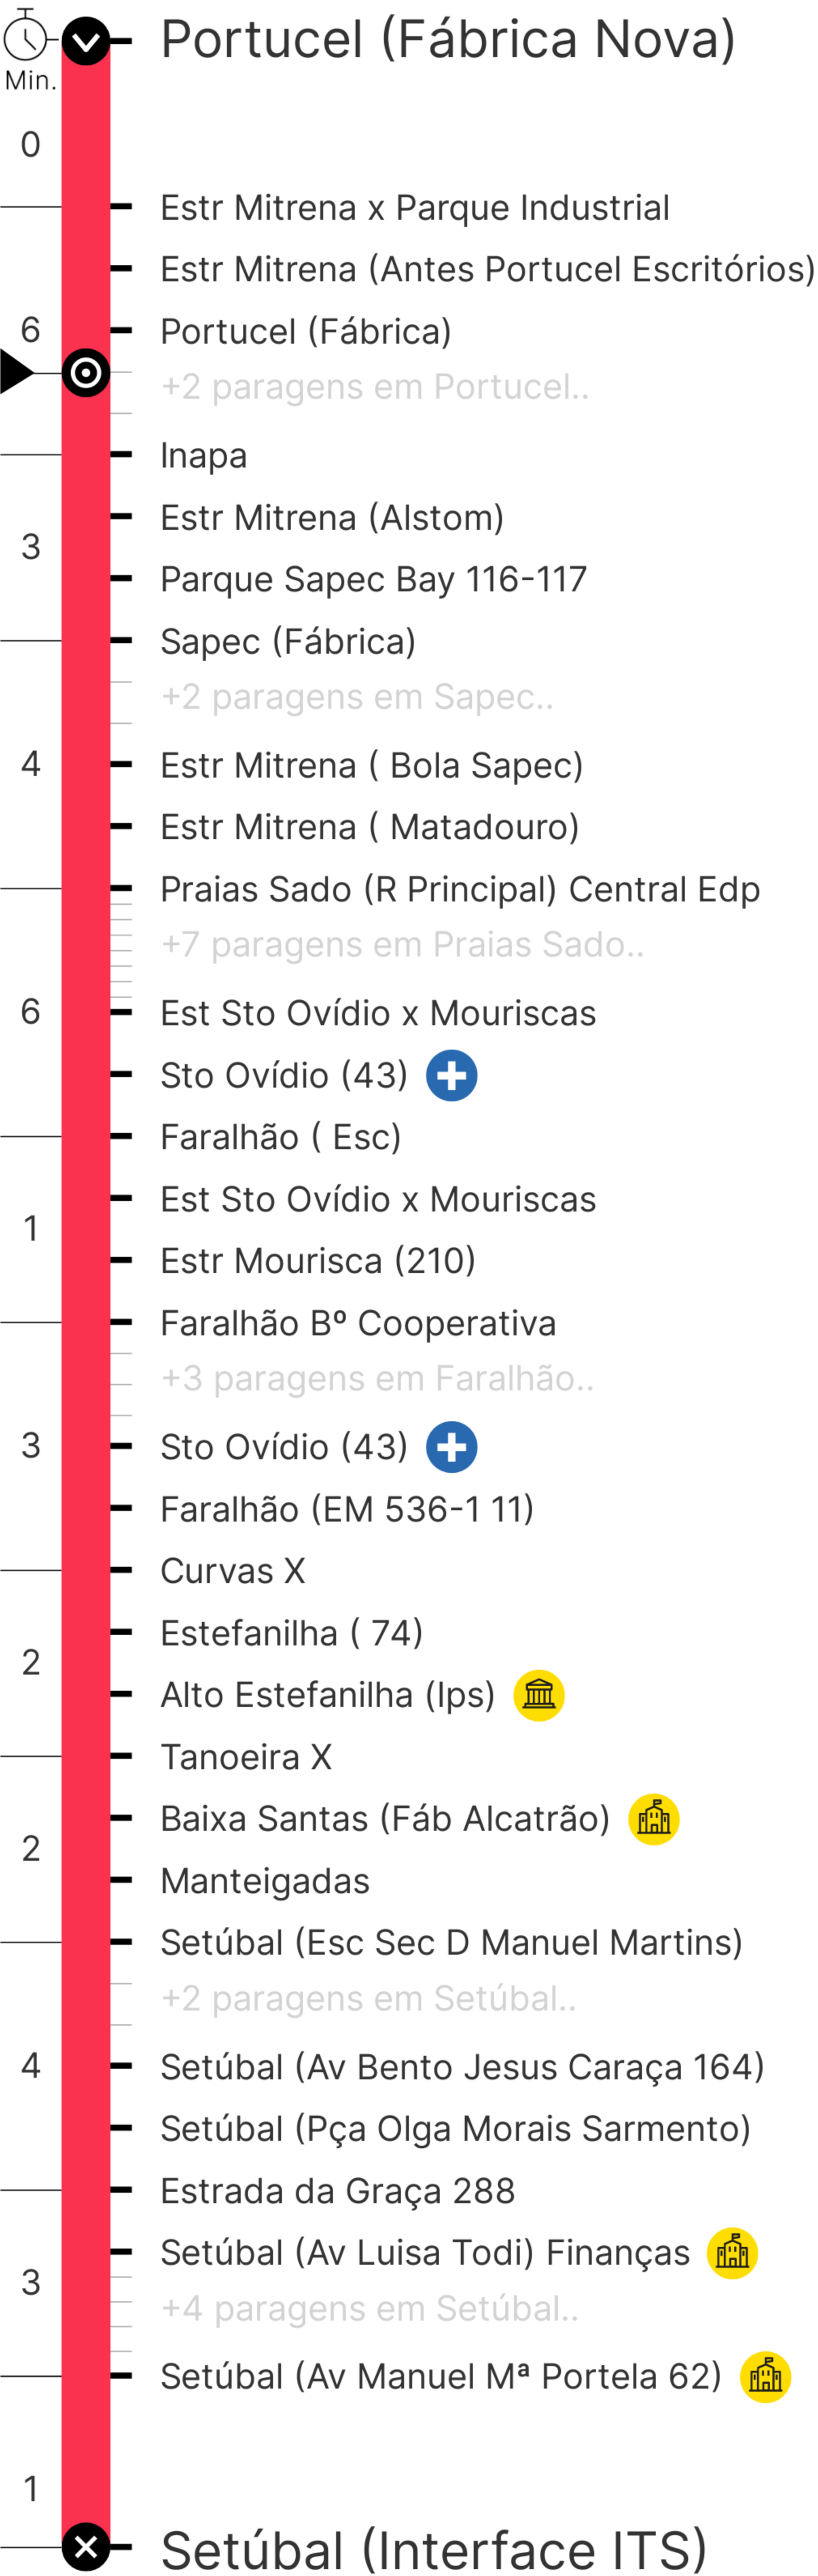 Portucel (Fábrica Nova)
Min.
0
Estr Mitrena x Parque Industrial
Estr Mitrena (Antes Portucel Escritórios)
6
Portucel (Fábrica)
+2 paragens em Portucel..
Inapa
Estr Mitrena (Alstom)
3
Parque Sapec Bay 116-117
Sapec (Fábrica)
+2 paragens em Sapec..
4
Estr Mitrena ( Bola Sapec)
Estr Mitrena ( Matadouro)
Praias Sado (R Principal) Central Edp
+7 paragens em Praias Sado..
6
Est Sto Ovídio x Mouriscas
Sto Ovídio (43)
Faralhão ( Esc)
Est Sto Ovídio x Mouriscas
1
Estr Mourisca (210)
Faralhão Bº Cooperativa
+3 paragens em Faralhão..
3
Sto Ovídio (43)
Faralhão (EM 536-1 11)
Curvas X
Estefanilha ( 74)
2
Alto Estefanilha (Ips)
Tanoeira X
Baixa Santas (Fáb Alcatrão)
2
Manteigadas
Setúbal (Esc Sec D Manuel Martins)
+2 paragens em Setúbal..
4
Setúbal (Av Bento Jesus Caraça 164)
Setúbal (Pça Olga Morais Sarmento)
Estrada da Graça 288
Setúbal (Av Luisa Todi) Finanças
3
+4 paragens em Setúbal..
Setúbal (Av Manuel Mª Portela 62)
1
Setúbal (Interface ITS)